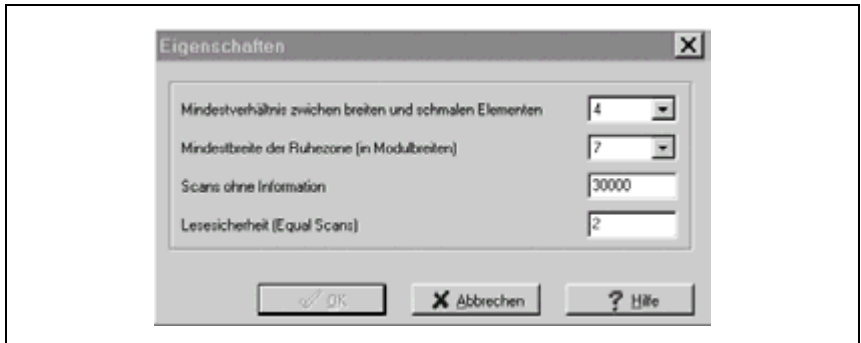 Eigenschaften
Mindestverhältnis zwichen breiten und schmalen Elementen 4
Mindestbreite der Ruhezone (in Modulbreiten) 7
Scans ohne Information 30000
Lesesicherheit (Equal Scans) 2
OK Abbrechen ? Hilfe